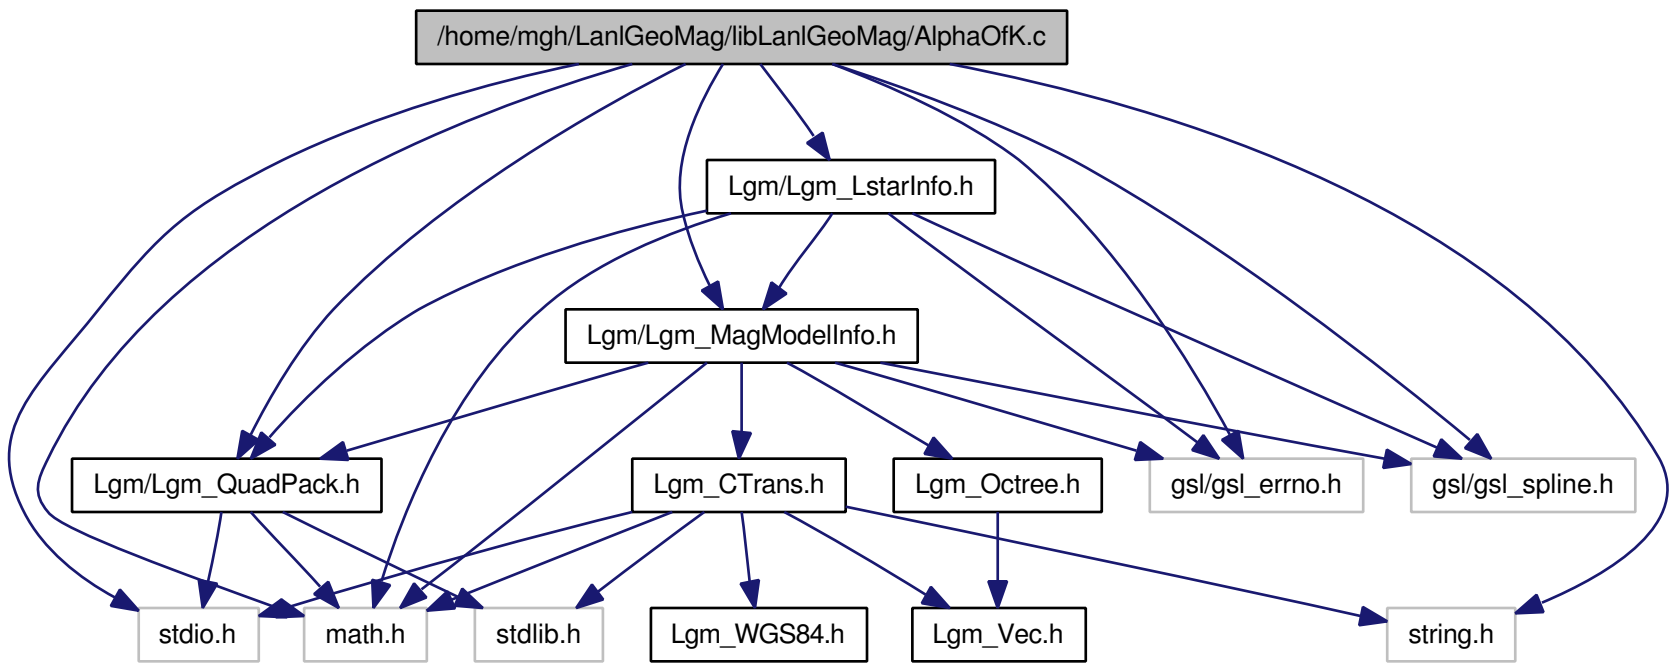 /home/mgh/LanlGeoMag/libLanlGeoMag/AlphaOfK.c
Lgm/Lgm_LstarInfo.h
Lgm/Lgm_MagModelInfo.h
Lgm/Lgm_QuadPack.h
Lgm_CTrans.h
Lgm_Octree.h
gsl/gsl_errno.h
gsl/gsl_spline.h
stdio.h
math.h
stdlib.h
Lgm_WGS84.h
Lgm_Vec.h
string.h